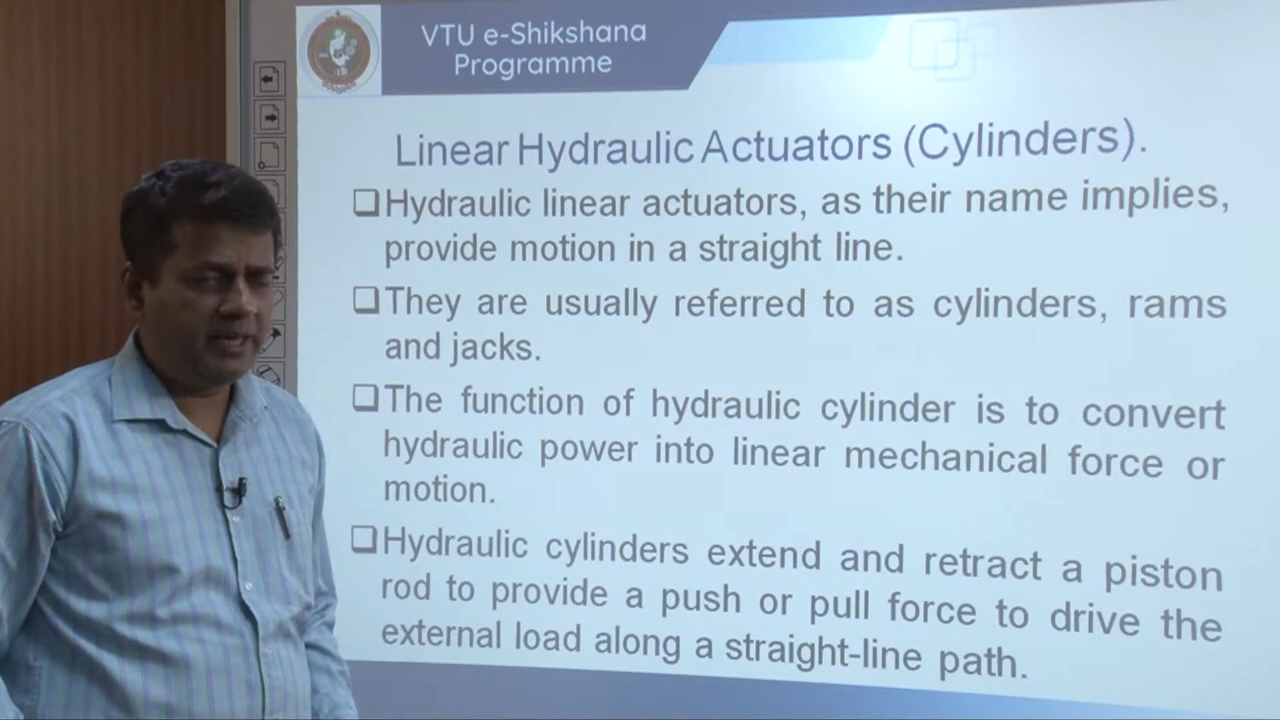 VTU e-Shikshana
Programme
Linear Hydraulic Actuators (Cylinders).
Hydraulic linear actuators, as their name implies,
provide motion in a straight line.
They are usually referred to as cylinders, rams
and jacks.
The function of hydraulic cylinder is to convert
hydraulic power into linear mechanical force or
motion.
Hydraulic cylinders extend and retract a piston
rod to provide a push or pull force to drive the
external load along a straight-line path.